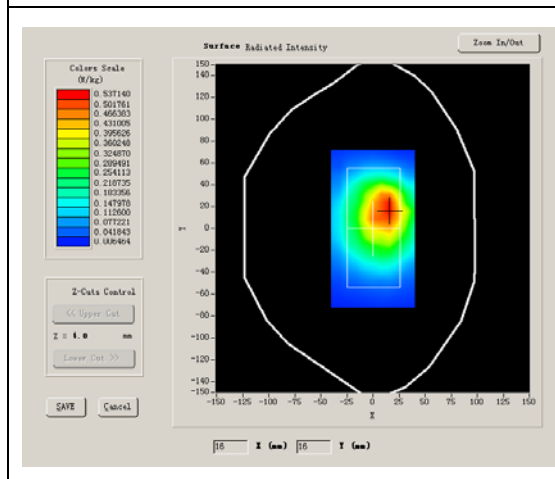 Surface Radiated Intensity
Zoom In/Out
Colors Scale
(W/kg)
0.537140
0.501761
0.466383
0.431005
0.395626
0.360248
0.324870
0.289491
0.254113
0.218735
0.183356
0.147978
0.112600
0.077221
0.041843
0.006464
150
140
120
100
80
60
40
20
0
-20
-40
-60
-80
-100
-120
-140
-150
Y
-150 -125 -100 -75 -50 -25 0 25 50 75 100 125 150
X
Z-Cuts Control
<< Upper Cut
Z = 4.0 mm
Lower Cut >>
SAVE
Cancel
16 X (mm) 16 Y (mm)